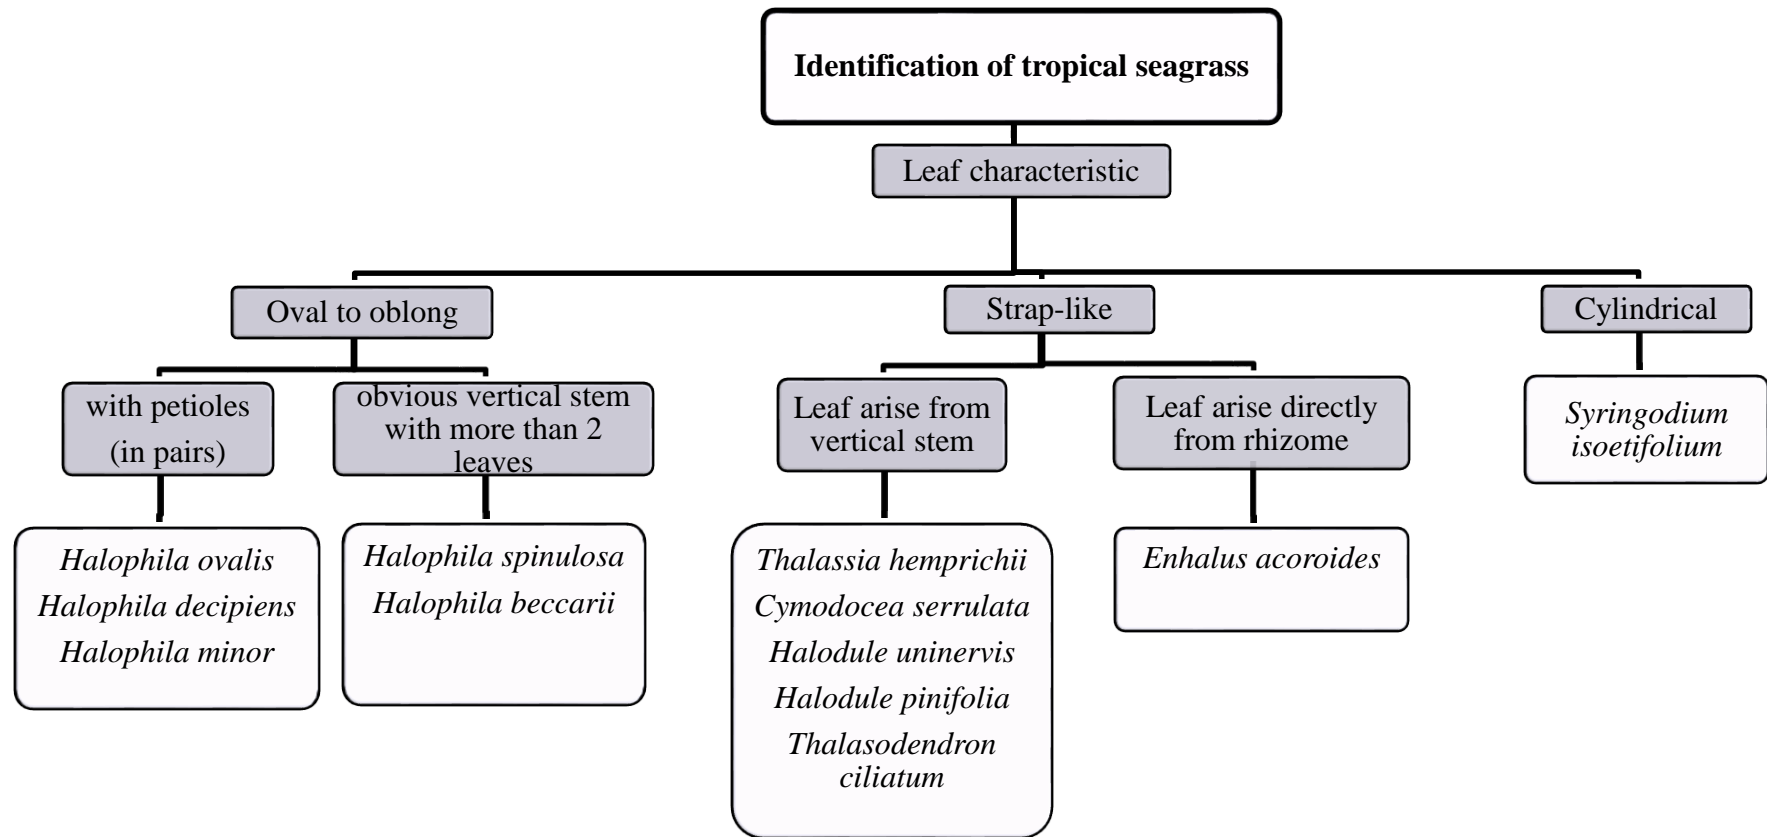 Identification of tropical seagrass
Leaf characteristic
Oval to oblong
Strap-like
Cylindrical
with petioles
(in pairs)
obvious vertical stem
with more than 2
leaves
Leaf arise from
vertical stem
Leaf arise directly
from rhizome
Syringodium
isoetifolium
Halophila ovalis
Halophila decipiens
Halophila minor
Halophila spinulosa
Halophila beccarii
Thalassia hemprichii
Cymodocea serrulata
Halodule uninervis
Halodule pinifolia
Thalasodendron
ciliatum
Enhalus acoroides